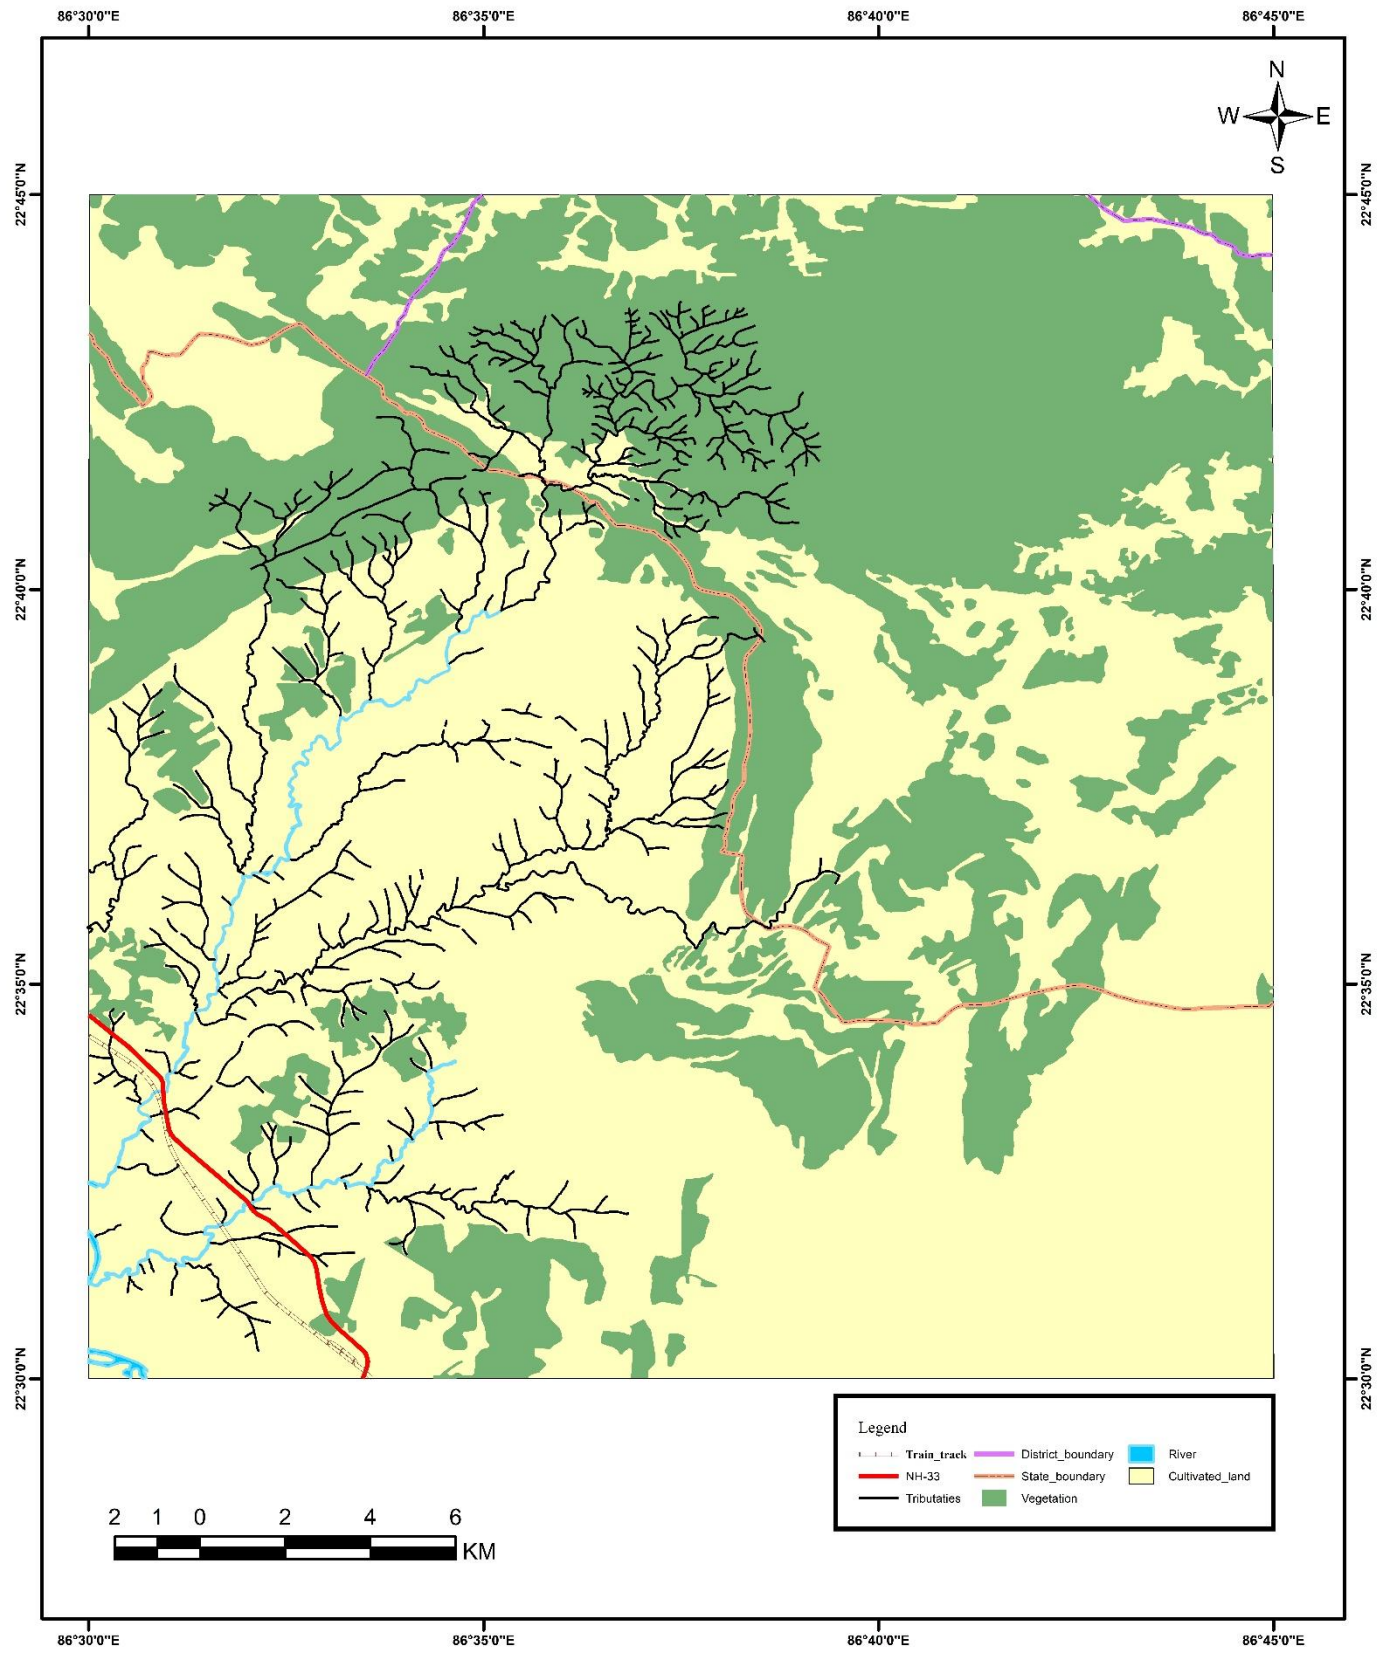 86°30'0"E 86°35'0"E 86°40'0"E 86°45'0"E
N
W E
S
22°45'0"N 22°45'0"N
22°40'0"N 22°40'0"N
22°35'0"N 22°35'0"N
22°30'0"N 22°30'0"N
Legend
Train_track District_boundary River
NH-33 State_boundary Cultivated_land
Tributaties Vegetation
2 1 0 2 4 6
KM
86°30'0"E 86°35'0"E 86°40'0"E 86°45'0"E